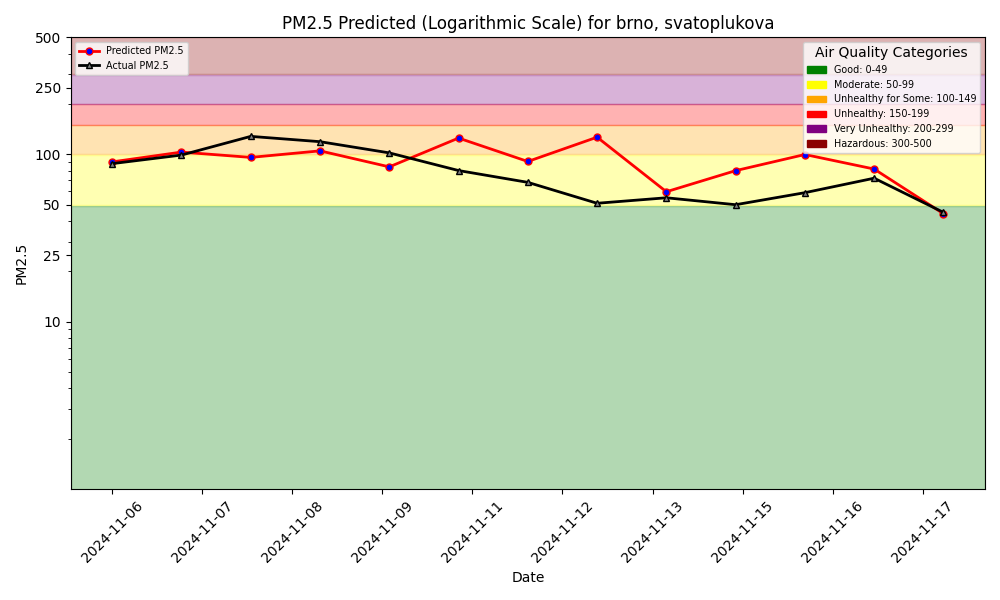 PM2.5 Predicted (Logarithmic Scale) for brno, svatoplukova
Predicted PM2.5
Actual PM2.5
Air Quality Categories
Good: 0-49
Moderate: 50-99
Unhealthy for Some: 100-149
Unhealthy: 150-199
Very Unhealthy: 200-299
Hazardous: 300-500
500
250
100
50
25
10
PM2.5
2024-11-06
2024-11-07
2024-11-08
2024-11-09
2024-11-11
2024-11-12
2024-11-13
2024-11-15
2024-11-16
2024-11-17
Date